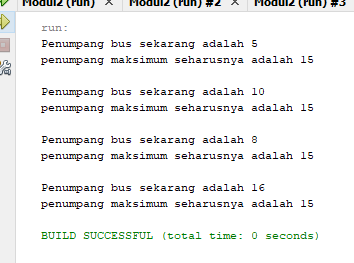 Modul2 (run) × Modul2 (run) #2 × Modul2 (run) #3
run:
Penumpang bus sekarang adalah 5
penumpang maksimum seharusnya adalah 15
Penumpang bus sekarang adalah 10
penumpang maksimum seharusnya adalah 15
Penumpang bus sekarang adalah 8
penumpang maksimum seharusnya adalah 15
Penumpang bus sekarang adalah 16
penumpang maksimum seharusnya adalah 15
BUILD SUCCESSFUL (total time: 0 seconds)